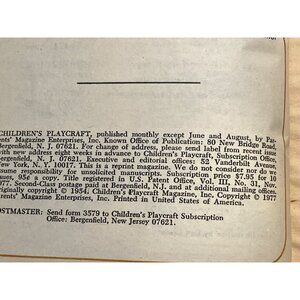 CHILDREN'S PLAYCRAFT, published monthly except June and August, by Par-
ents' Magazine Enterprises, Inc. Known Office of Publication: 80 New Bridge Road,
Bergenfield, N. J. 07621. For change of address, please send label from recent issue
with new address eight weeks in advance to Children's Playcraft, Subscription Office,
Bergenfield, N. J. 07621. Executive and editorial offices: 52 Vanderbilt Avenue,
New York, N. Y. 10017. This is a reprint magazine. We do not consider nor do we
assume responsibility for unsolicited manuscripts. Subscription price $7.95 for 10
issues; 95¢ a copy. Title registered in U.S. Patent Office, Vol, III, No. 31, Nov.
1977. Second-Class postage paid at Bergenfield, N.J. and at additional mailing offices.
Originally copyright © 1954, Children's Playcraft, Inc. Copyright © 1977
Parents' Magazine Enterprises, Inc. Printed in United States of America.
POSTMASTER: Send form 3579 to Children's Playcraft Subscription
Office: Bergenfield, New Jersey 07621.